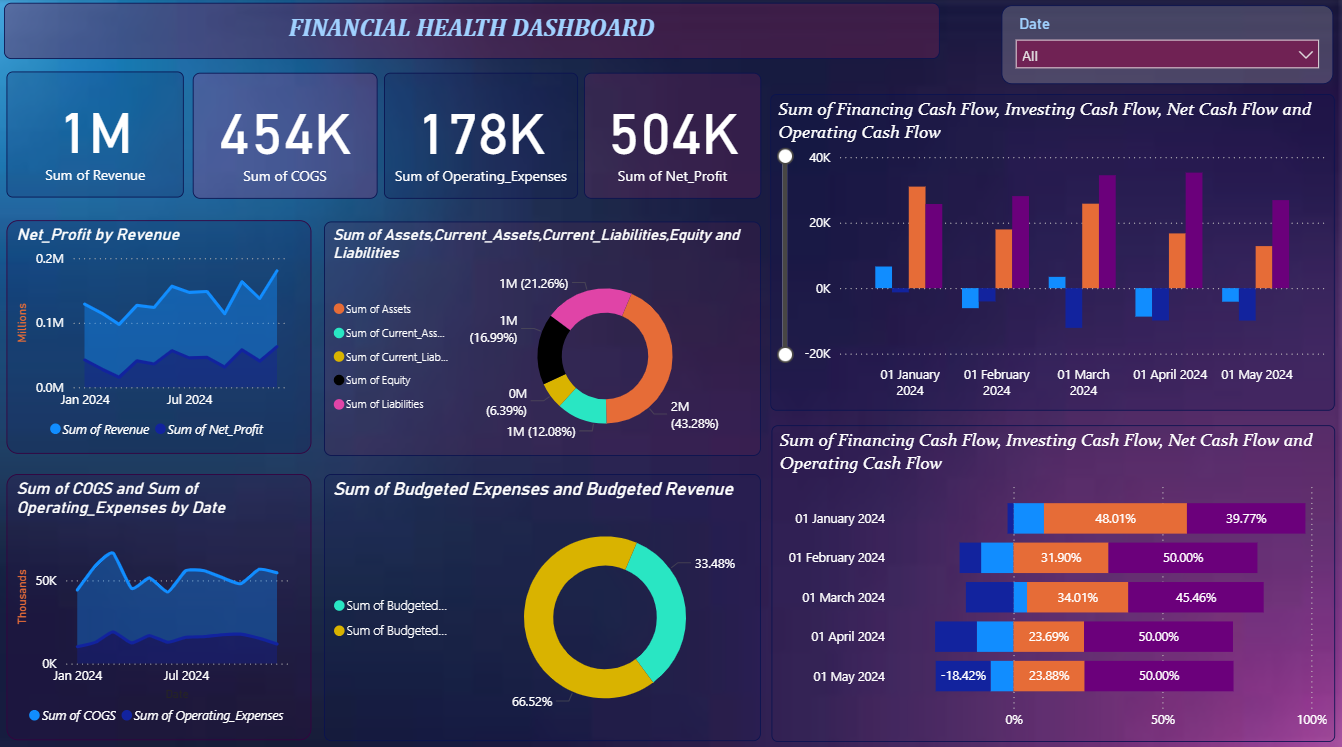 FINANCIAL HEALTH DASHBOARD
Date
All
1M
Sum of Revenue
454K
Sum of COGS
178K
Sum of Operating_Expenses
504K
Sum of Net_Profit
Net_Profit by Revenue
0.2M
0.1M
0.0M
Millions
Jan 2024
Jul 2024
Sum of Revenue
Sum of Net_Profit
Sum of Assets,Current_Assets,Current_Liabilities,Equity and
Liabilities
Sum of Assets
Sum of Current_Ass...
Sum of Current_Liab...
Sum of Equity
Sum of Liabilities
1M (21.26%)
1M
(16.99%)
0M
(6.39%)
1M (12.08%)
2M
(43.28%)
Sum of Financing Cash Flow, Investing Cash Flow, Net Cash Flow and
Operating Cash Flow
40K
20K
0K
-20K
01 January
2024
01 February
2024
01 March
2024
01 April 2024
01 May 2024
Sum of COGS and Sum of
Operating_Expenses by Date
Thousands
50K
0K
Jan 2024
Jul 2024
Date
Sum of COGS
Sum of Operating_Expenses
Sum of Budgeted Expenses and Budgeted Revenue
Sum of Budgeted...
Sum of Budgeted...
33.48%
66.52%
Sum of Financing Cash Flow, Investing Cash Flow, Net Cash Flow and
Operating Cash Flow
01 January 2024
48.01%
39.77%
01 February 2024
31.90%
50.00%
01 March 2024
34.01%
45.46%
01 April 2024
23.69%
50.00%
01 May 2024
-18.42%
23.88%
50.00%
0%
50%
100%